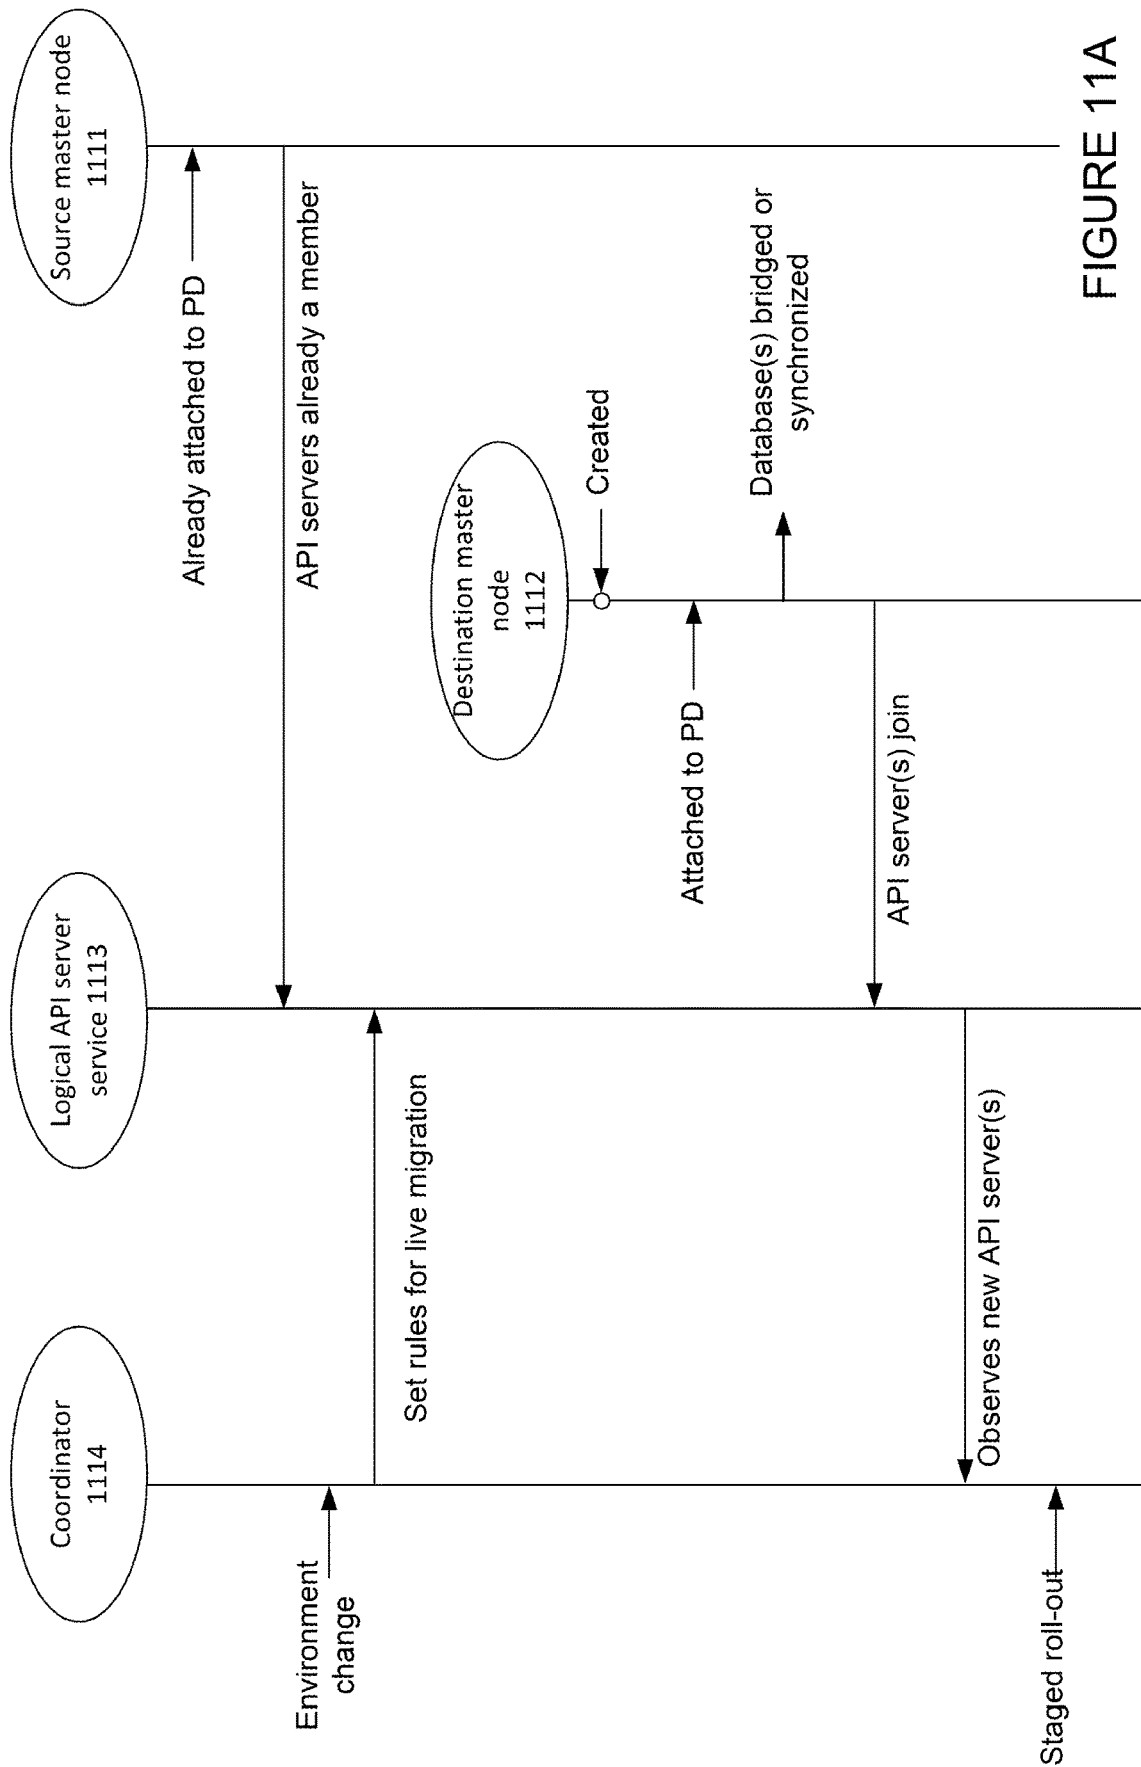 Coordinator
1114
Logical API server
service 1113
Source master node
1111
Already attached to PD
API servers already a member
Environment
change
Set rules for live migration
Destination master
node
1112
Created
Attached to PD
Database(s) bridged or
synchronized
API server(s) join
Observes new API server(s)
Staged roll-out
FIGURE 11A